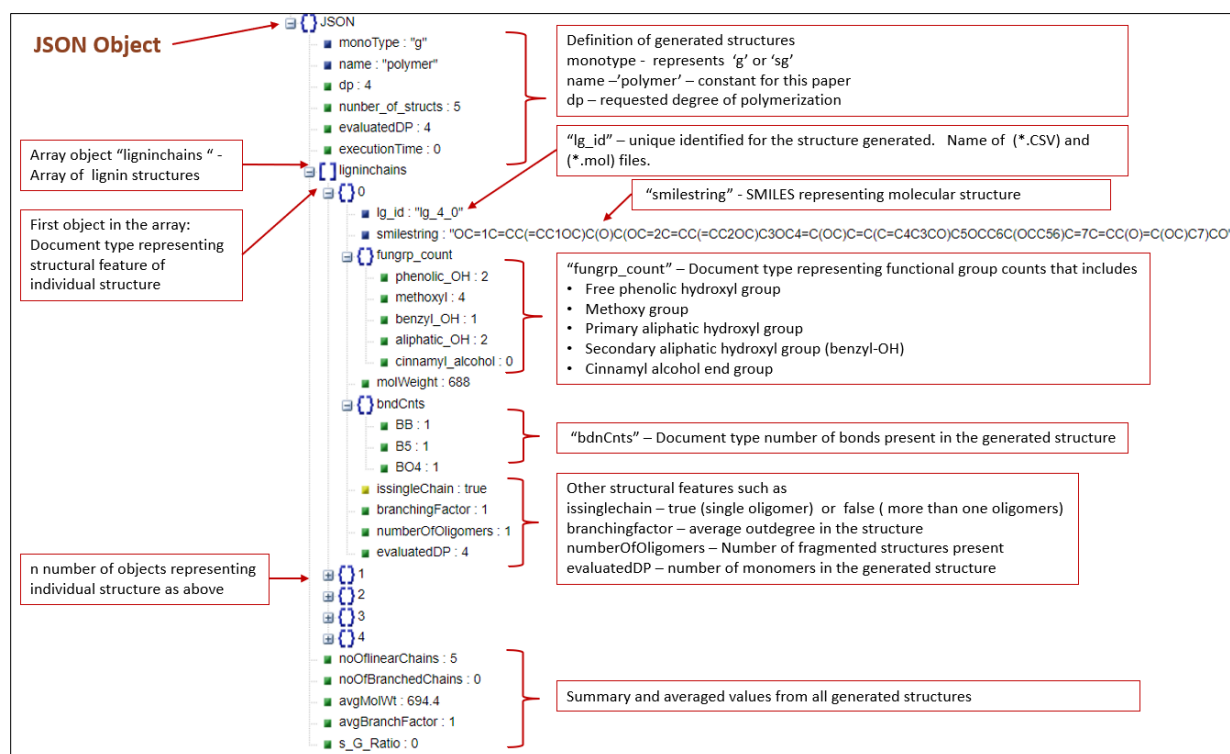 JSON Object
JSON
monoType : "g"
name : "polymer"
dp : 4
nunber_of_structs : 5
evaluatedDP : 4
executionTime : 0
Definition of generated structures
monotype - represents ‘g’ or ‘sg’
name –’polymer’ – constant for this paper
dp – requested degree of polymerization
Array object “ligninchains “ -
Array of lignin structures
ligninchains
0
“lg_id” – unique identified for the structure generated. Name of (*.CSV) and
(*.mol) files.
“smilestring” - SMILES representing molecular structure
First object in the array:
Document type representing
structural feature of
individual structure
lg_id : "lg_4_0"
smilestring : "OC=1C=CC(=CC1OC)C(O)C(OC=2C=CC(=CC2OC)C3OC4=C(OC)C=C(C=C4C3CO)C5OCC6C(OCC56)C=7C=CC(O)=C(OC)C7)CO"
fungrp_count
phenolic_OH : 2
methoxyl : 4
benzyl_OH : 1
aliphatic_OH : 2
cinnamyl_alcohol : 0
“fungrp_count” – Document type representing functional group counts that includes
• Free phenolic hydroxyl group
• Methoxy group
• Primary aliphatic hydroxyl group
• Secondary aliphatic hydroxyl group (benzyl-OH)
• Cinnamyl alcohol end group
molWeight : 688
bndCnts
BB : 1
B5 : 1
BO4 : 1
“bdnCnts” – Document type number of bonds present in the generated structure
issingleChain : true
branchingFactor : 1
numberOfOligomers : 1
evaluatedDP : 4
Other structural features such as
issinglechain – true (single oligomer) or false ( more than one oligomers)
branchingfactor – average outdegree in the structure
numberOfOligomers – Number of fragmented structures present
evaluatedDP – number of monomers in the generated structure
n number of objects representing
individual structure as above
1
2
3
4
noOflinearChains : 5
noOfBranchedChains : 0
avgMolWt : 694.4
avgBranchFactor : 1
s_G_Ratio : 0
Summary and averaged values from all generated structures